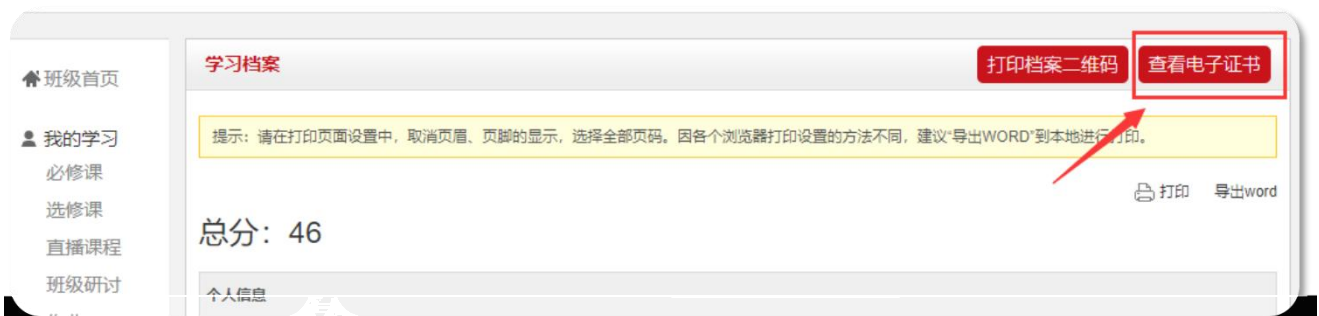 班级首页
我的学习
必修课
选修课
直播课程
班级研讨
学习档案
打印档案二维码
查看电子证书
提示：请在打印页面设置中，取消页眉、页脚的显示，选择全部页码。因各个浏览器打印设置的方法不同，建议“导出WORD”到本地进行打印。
打印
导出word
总分：46
个人信息